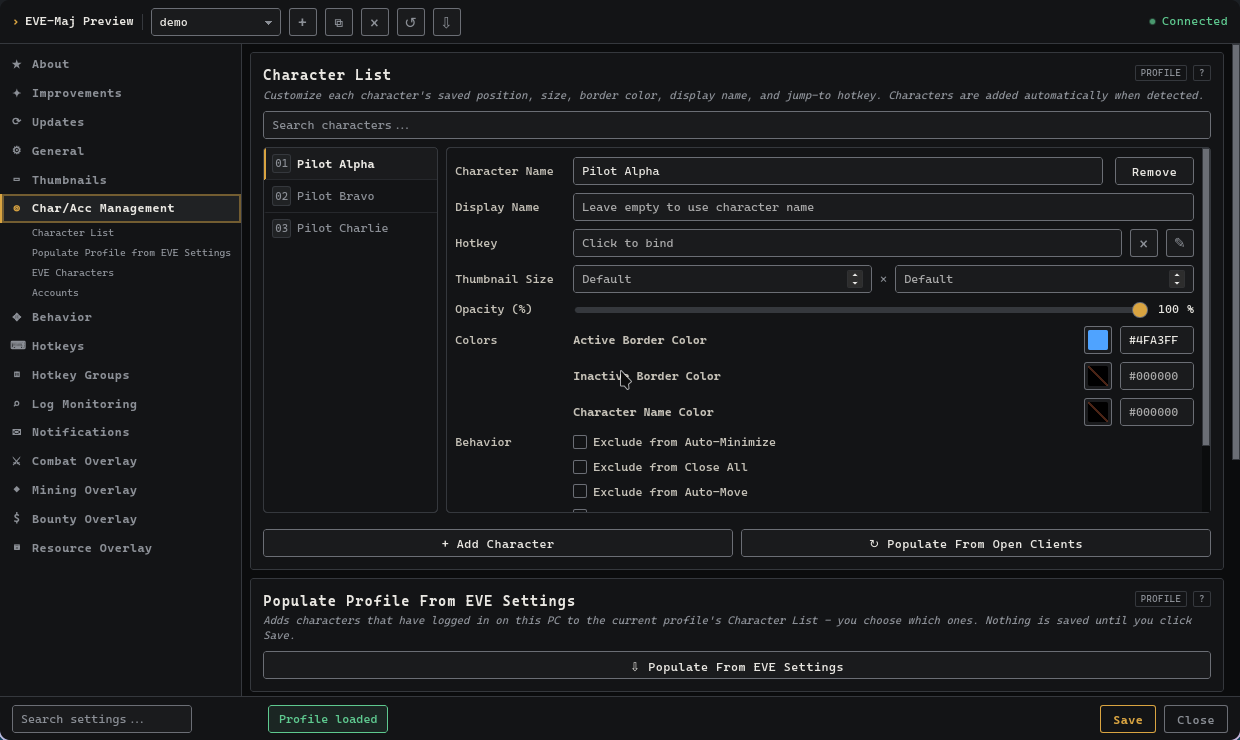 › EVE-Maj Preview demo + × ↺ ⇩ Connected
★ About
✦ Improvements
⟳ Updates
⚙ General
Thumbnails
Char/Acc Management
Character List
Populate Profile from EVE Settings
EVE Characters
Accounts
❖ Behavior
⌨ Hotkeys
Hotkey Groups
Log Monitoring
✉ Notifications
⚔ Combat Overlay
◆ Mining Overlay
$ Bounty Overlay
Resource Overlay
Character List PROFILE ?
Customize each character's saved position, size, border color, display name, and jump-to hotkey. Characters are added automatically when detected.
Search characters...
01 Pilot Alpha
02 Pilot Bravo
03 Pilot Charlie
Character Name Pilot Alpha Remove
Display Name Leave empty to use character name
Hotkey Click to bind × ✎
Thumbnail Size Default × Default
Opacity (%) 100 %
Colors Active Border Color #4FA3FF
Inactive Border Color #000000
Character Name Color #000000
Behavior Exclude from Auto-Minimize
Exclude from Close All
Exclude from Auto-Move
+ Add Character ↻ Populate From Open Clients
Populate Profile From EVE Settings PROFILE ?
Adds characters that have logged in on this PC to the current profile's Character List – you choose which ones. Nothing is saved until you click
Save.
⇩ Populate From EVE Settings
Search settings... Profile loaded Save Close